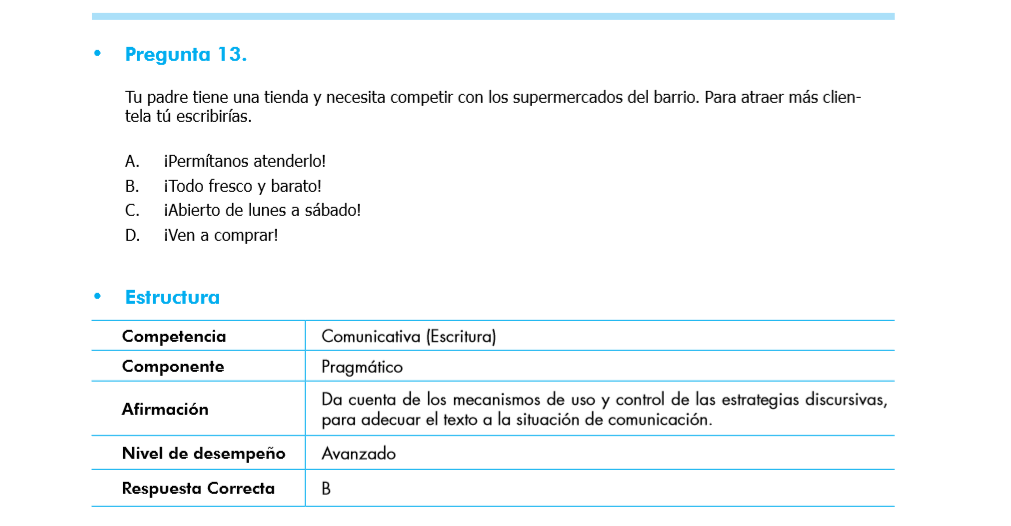 • Pregunta 13.
Tu padre tiene una tienda y necesita competir con los supermercados del barrio. Para atraer más clien-
tela tú escribirías.
A. ¡Permítanos atenderlo!
B. ¡Todo fresco y barato!
C. ¡Abierto de lunes a sábado!
D. ¡Ven a comprar!
• Estructura
Competencia Comunicativa (Escritura)
Componente Pragmático
Afirmación Da cuenta de los mecanismos de uso y control de las estrategias discursivas,
para adecuar el texto a la situación de comunicación.
Nivel de desempeño Avanzado
Respuesta Correcta B